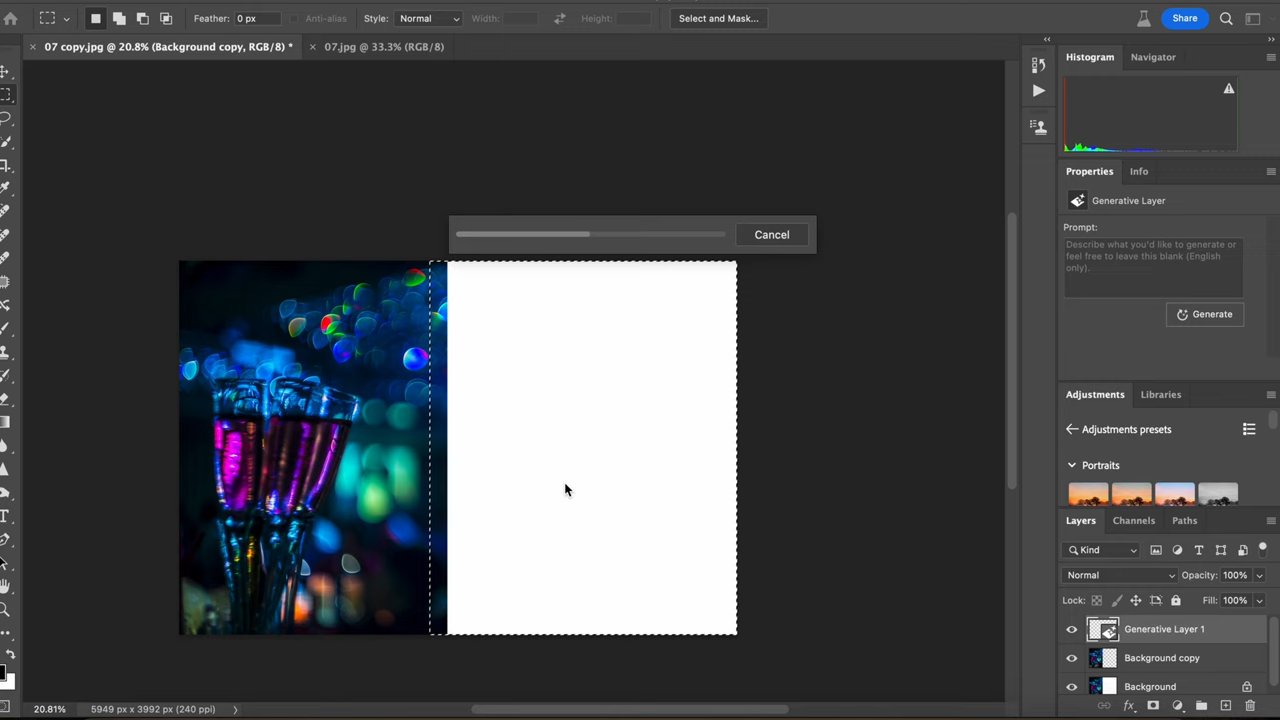 Feather: 0 px Anti-alias Style: Normal Width: Height: Select and Mask... Share
07 copy.jpg @ 20.8% (Background copy, RGB/8) * 07.jpg @ 33.3% (RGB/8)
Histogram Navigator
Properties Info
Generative Layer
Cancel
Prompt:
Describe what you'd like to generate or
feel free to leave this blank (English
only).
Generate
Adjustments Libraries
Adjustments presets
Portraits
Layers Channels Paths
Kind
Normal Opacity: 100%
Lock: Fill: 100%
Generative Layer 1
Background copy
Background
20.81% 5949 px x 3992 px (240 ppi)
fx